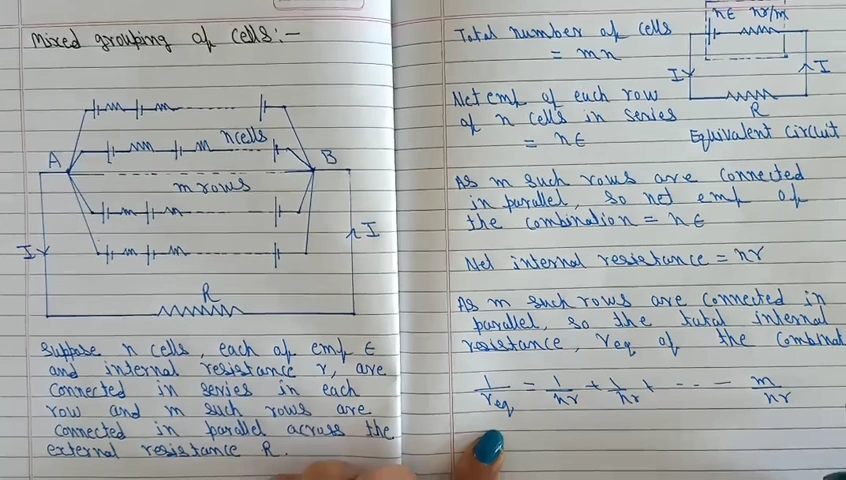 Mixed grouping of cells:-
n cells
A
B
m rows
I
I
R
Suppose n cells, each of emf ε
and internal resistance r, are
connected in series in each
row and m such rows are
connected in parallel across the
external resistance R.
nε nr/m
I
I
R
Equivalent circuit
Total number of cells
= mn
Net emf of each row
of n cells in series
= nε
As m such rows are connected
in parallel, so net emf of
the combination = nε
Net internal resistance = nr
As m such rows are connected in
parallel, so the total internal
resistance, req of the combinat
1/req = 1/nr + 1/nr + - - - - m/nr